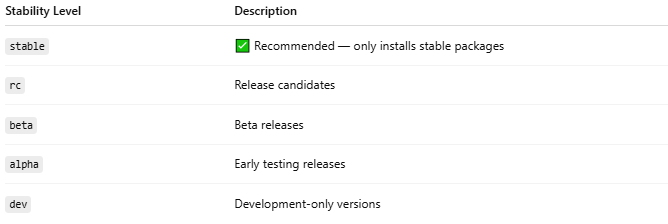 Stability Level Description
stable ✅ Recommended — only installs stable packages
rc Release candidates
beta Beta releases
alpha Early testing releases
dev Development-only versions